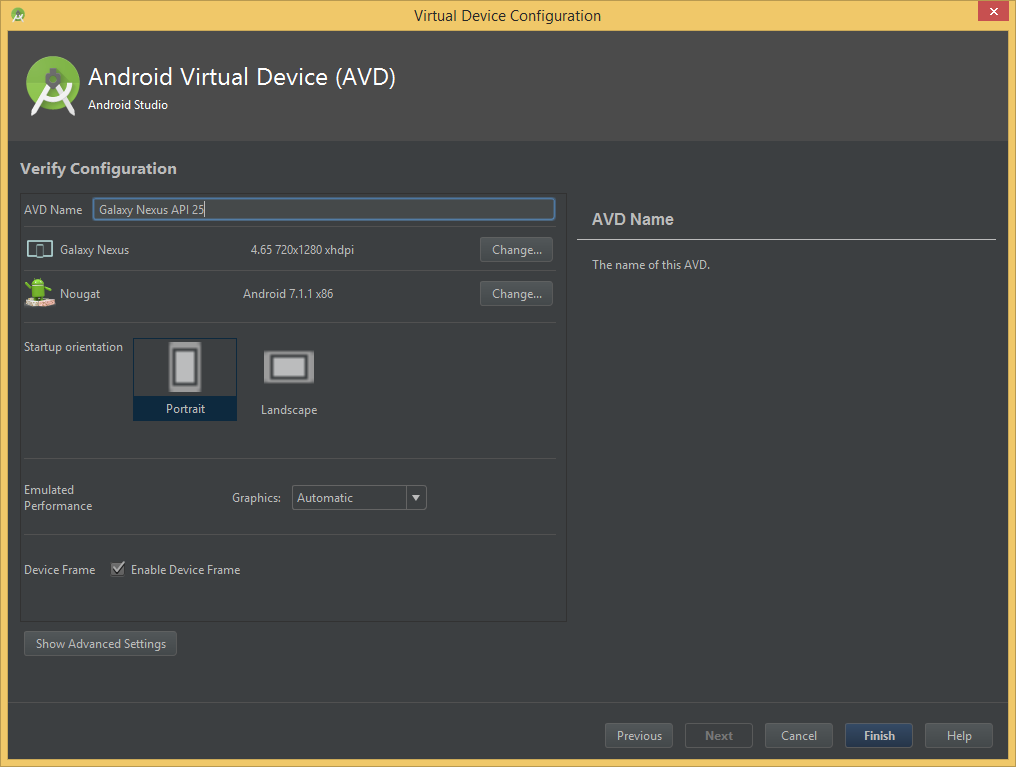 Virtual Device Configuration
Android Virtual Device (AVD)
Android Studio
Verify Configuration
AVD Name Galaxy Nexus API 25
Galaxy Nexus 4.65 720x1280 xhdpi Change...
Nougat Android 7.1.1 x86 Change...
Startup orientation
Portrait Landscape
Emulated
Performance
Graphics: Automatic
Device Frame Enable Device Frame
Show Advanced Settings
AVD Name
The name of this AVD.
Previous Next Cancel Finish Help